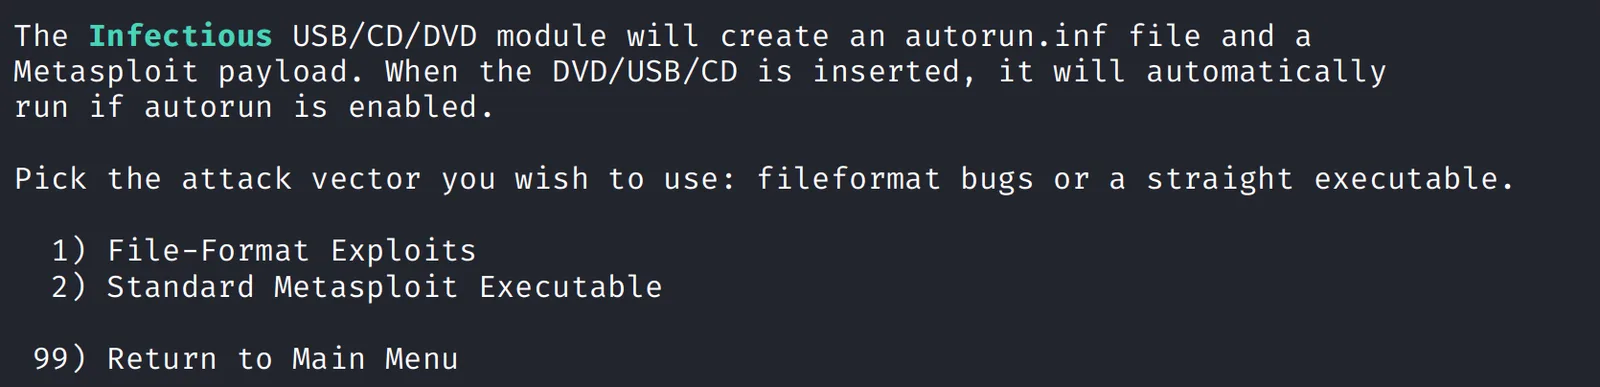 The Infectious USB/CD/DVD module will create an autorun.inf file and a
Metasploit payload. When the DVD/USB/CD is inserted, it will automatically
run if autorun is enabled.
Pick the attack vector you wish to use: fileformat bugs or a straight executable.
1) File-Format Exploits
2) Standard Metasploit Executable
99) Return to Main Menu